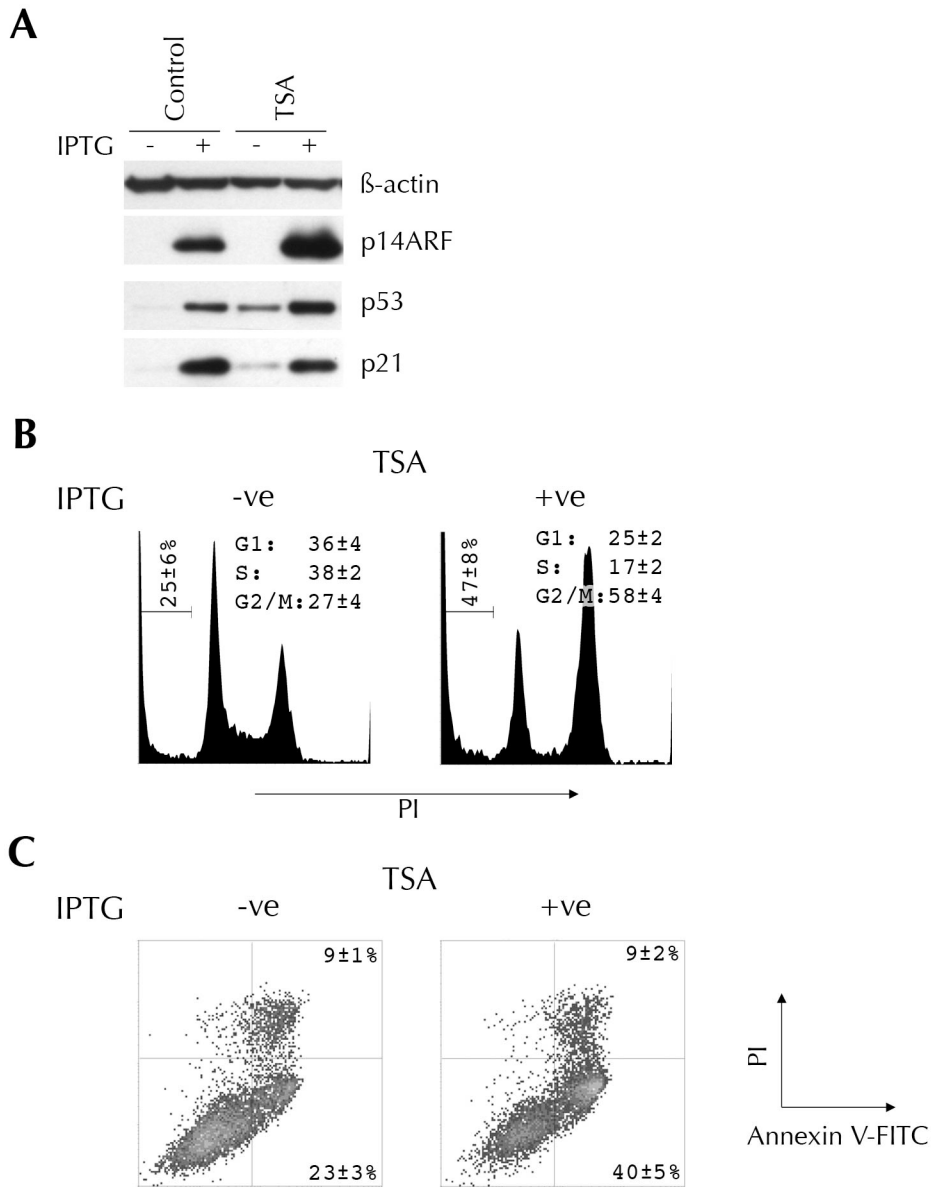 A
Control
TSA
IPTG - + - +
ß-actin
p14ARF
p53
p21
B
TSA
IPTG -ve +ve
25±6%
G1: 36±4
S: 38±2
G2/M:27±4
47±8%
G1: 25±2
S: 17±2
G2/M:58±4
PI
C
TSA
IPTG -ve +ve
9±1%
23±3%
9±2%
40±5%
PI
Annexin V-FITC